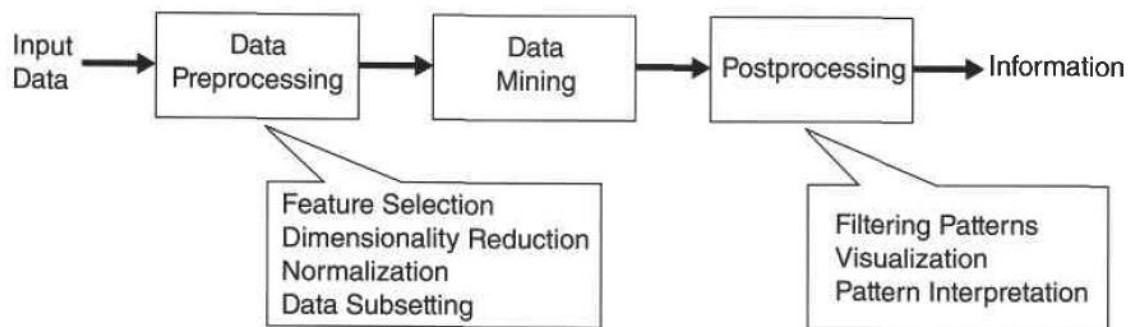 Input
Data
Data
Preprocessing
Data
Mining
Postprocessing
Information
Feature Selection
Dimensionality Reduction
Normalization
Data Subsetting
Filtering Patterns
Visualization
Pattern Interpretation